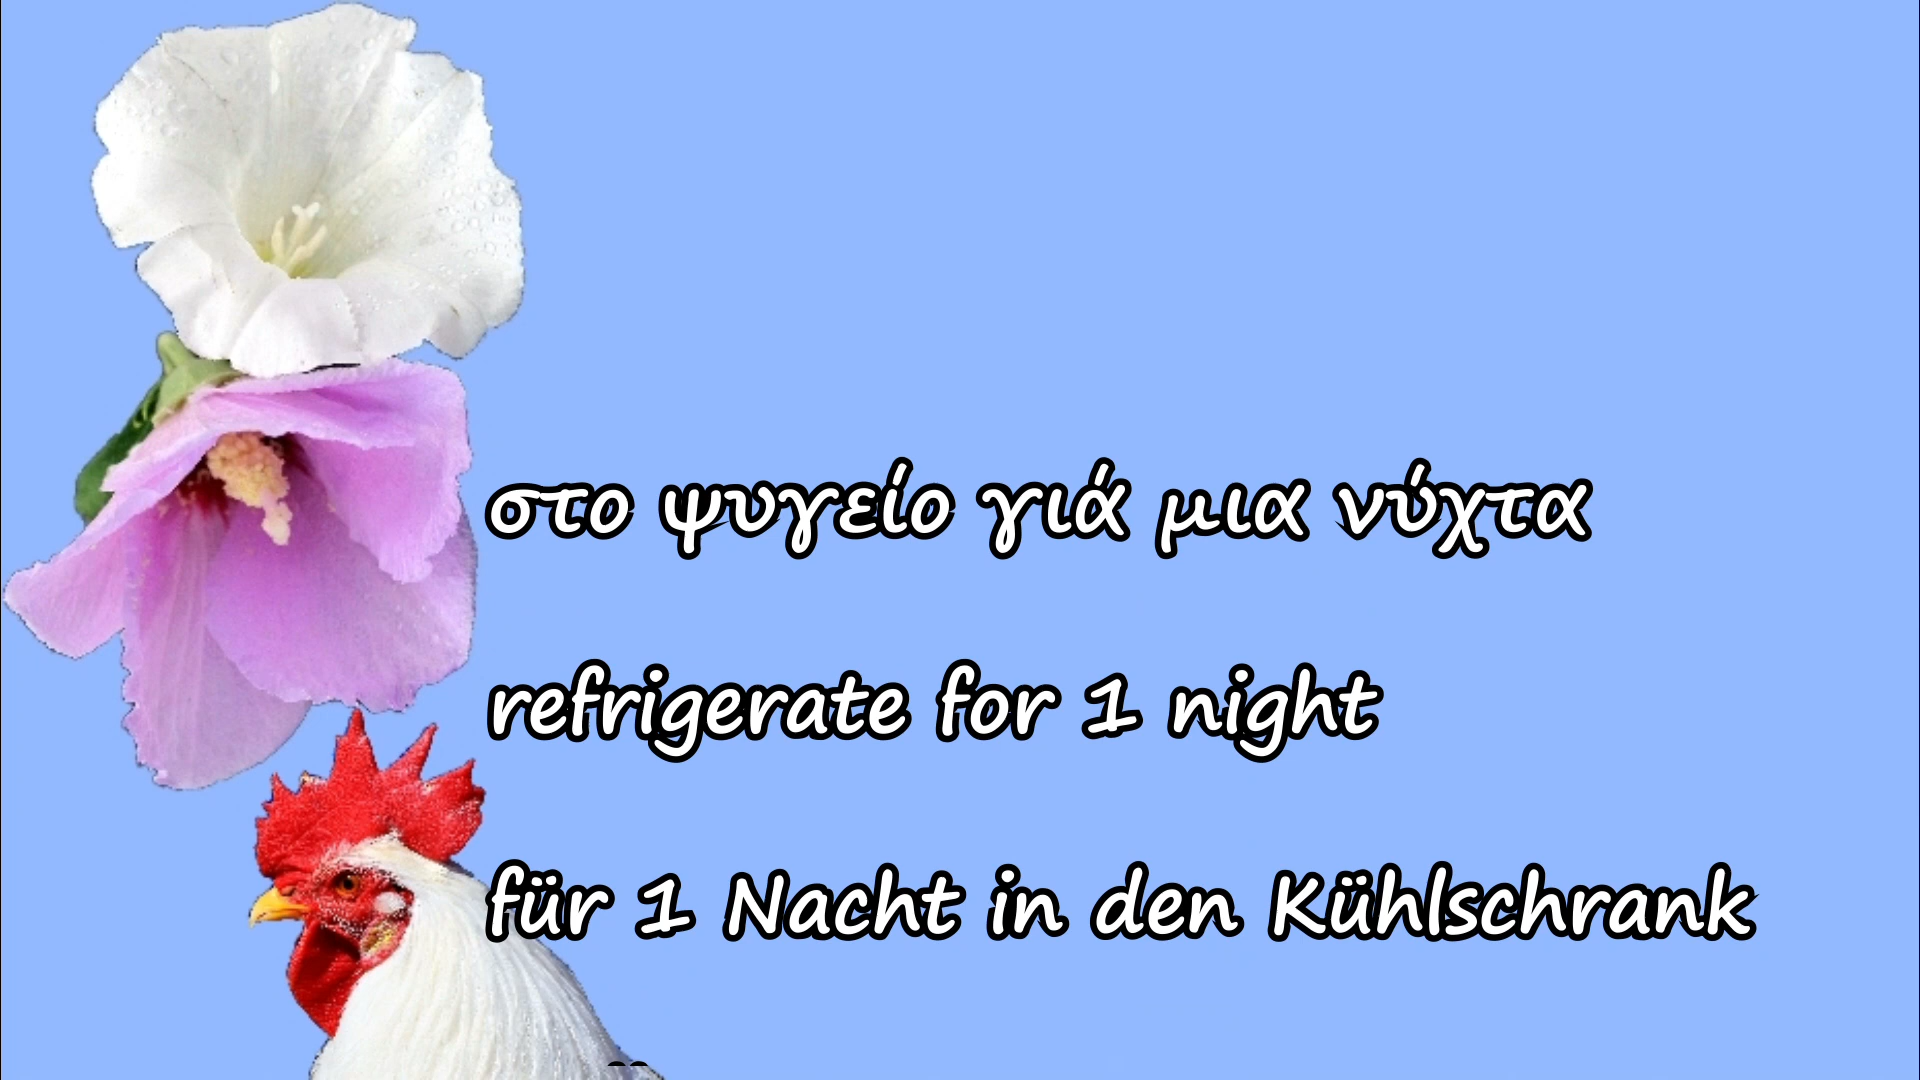 στο ψυγείο γιά μια νύχτα
refrigerate for 1 night
für 1 Nacht in den Kühlschrank